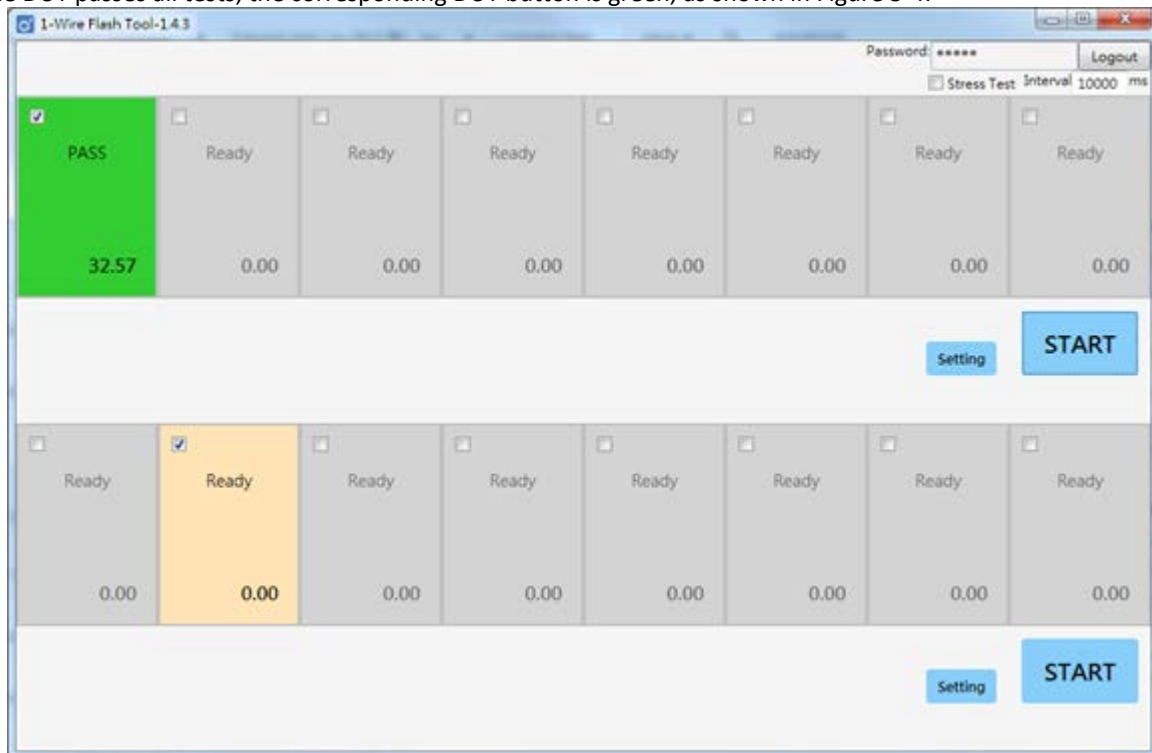 DUT passes all tests, the corresponding DUT button is green, as shown in Figure
1-Wire Flash Tool-1.4.3
Password: ***** Logout
Stress Test Interval 10000 ms
PASS Ready Ready Ready Ready Ready Ready Ready
32.57 0.00 0.00 0.00 0.00 0.00 0.00 0.00
Setting START
Ready Ready Ready Ready Ready Ready Ready Ready
0.00 0.00 0.00 0.00 0.00 0.00 0.00 0.00
Setting START